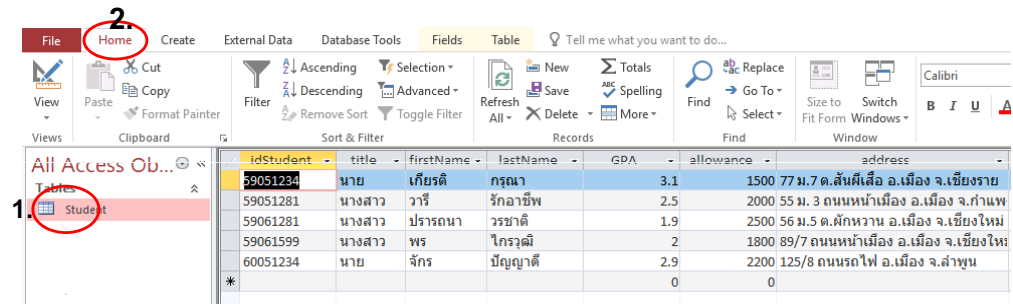 2.
File Home Create External Data Database Tools Fields Table Tell me what you want to do...
View
Views
Paste
Cut
Copy
Format Painter
Clipboard
Filter
Ascending
Descending
Remove Sort
Selection
Advanced
Toggle Filter
Sort & Filter
Refresh
All
New
Save
Delete
Totals
Spelling
More
Records
Find
Replace
Go To
Select
Find
Size to
Fit Form
Switch
Windows
Window
Calibri
B I U A
All Access Ob...
Tables
1. Student
idStudent title firstName lastName GPA allowance address
59051234 นาย เกียรติ กรุณา 3.1 1500 77 ม.7 ต.สันผีเสื้อ อ.เมือง จ.เชียงราย
59051281 นางสาว วารี รักอาชีพ 2.5 2000 55 ม. 3 ถนนหน้าเมือง อ.เมือง จ.กำแพ
59061281 นางสาว ปรารถนา วรชาติ 1.9 2500 56 ม.5 ต.ผักหวาน อ.เมือง จ.เชียงใหม่
59061599 นางสาว พร ไกรวุฒิ 2 1800 89/7 ถนนหน้าเมือง อ.เมือง จ.เชียงให
60051234 นาย จักร ปัญญาดี 2.9 2200 125/8 ถนนรถไฟ อ.เมือง จ.ลำพูน
* 0 0